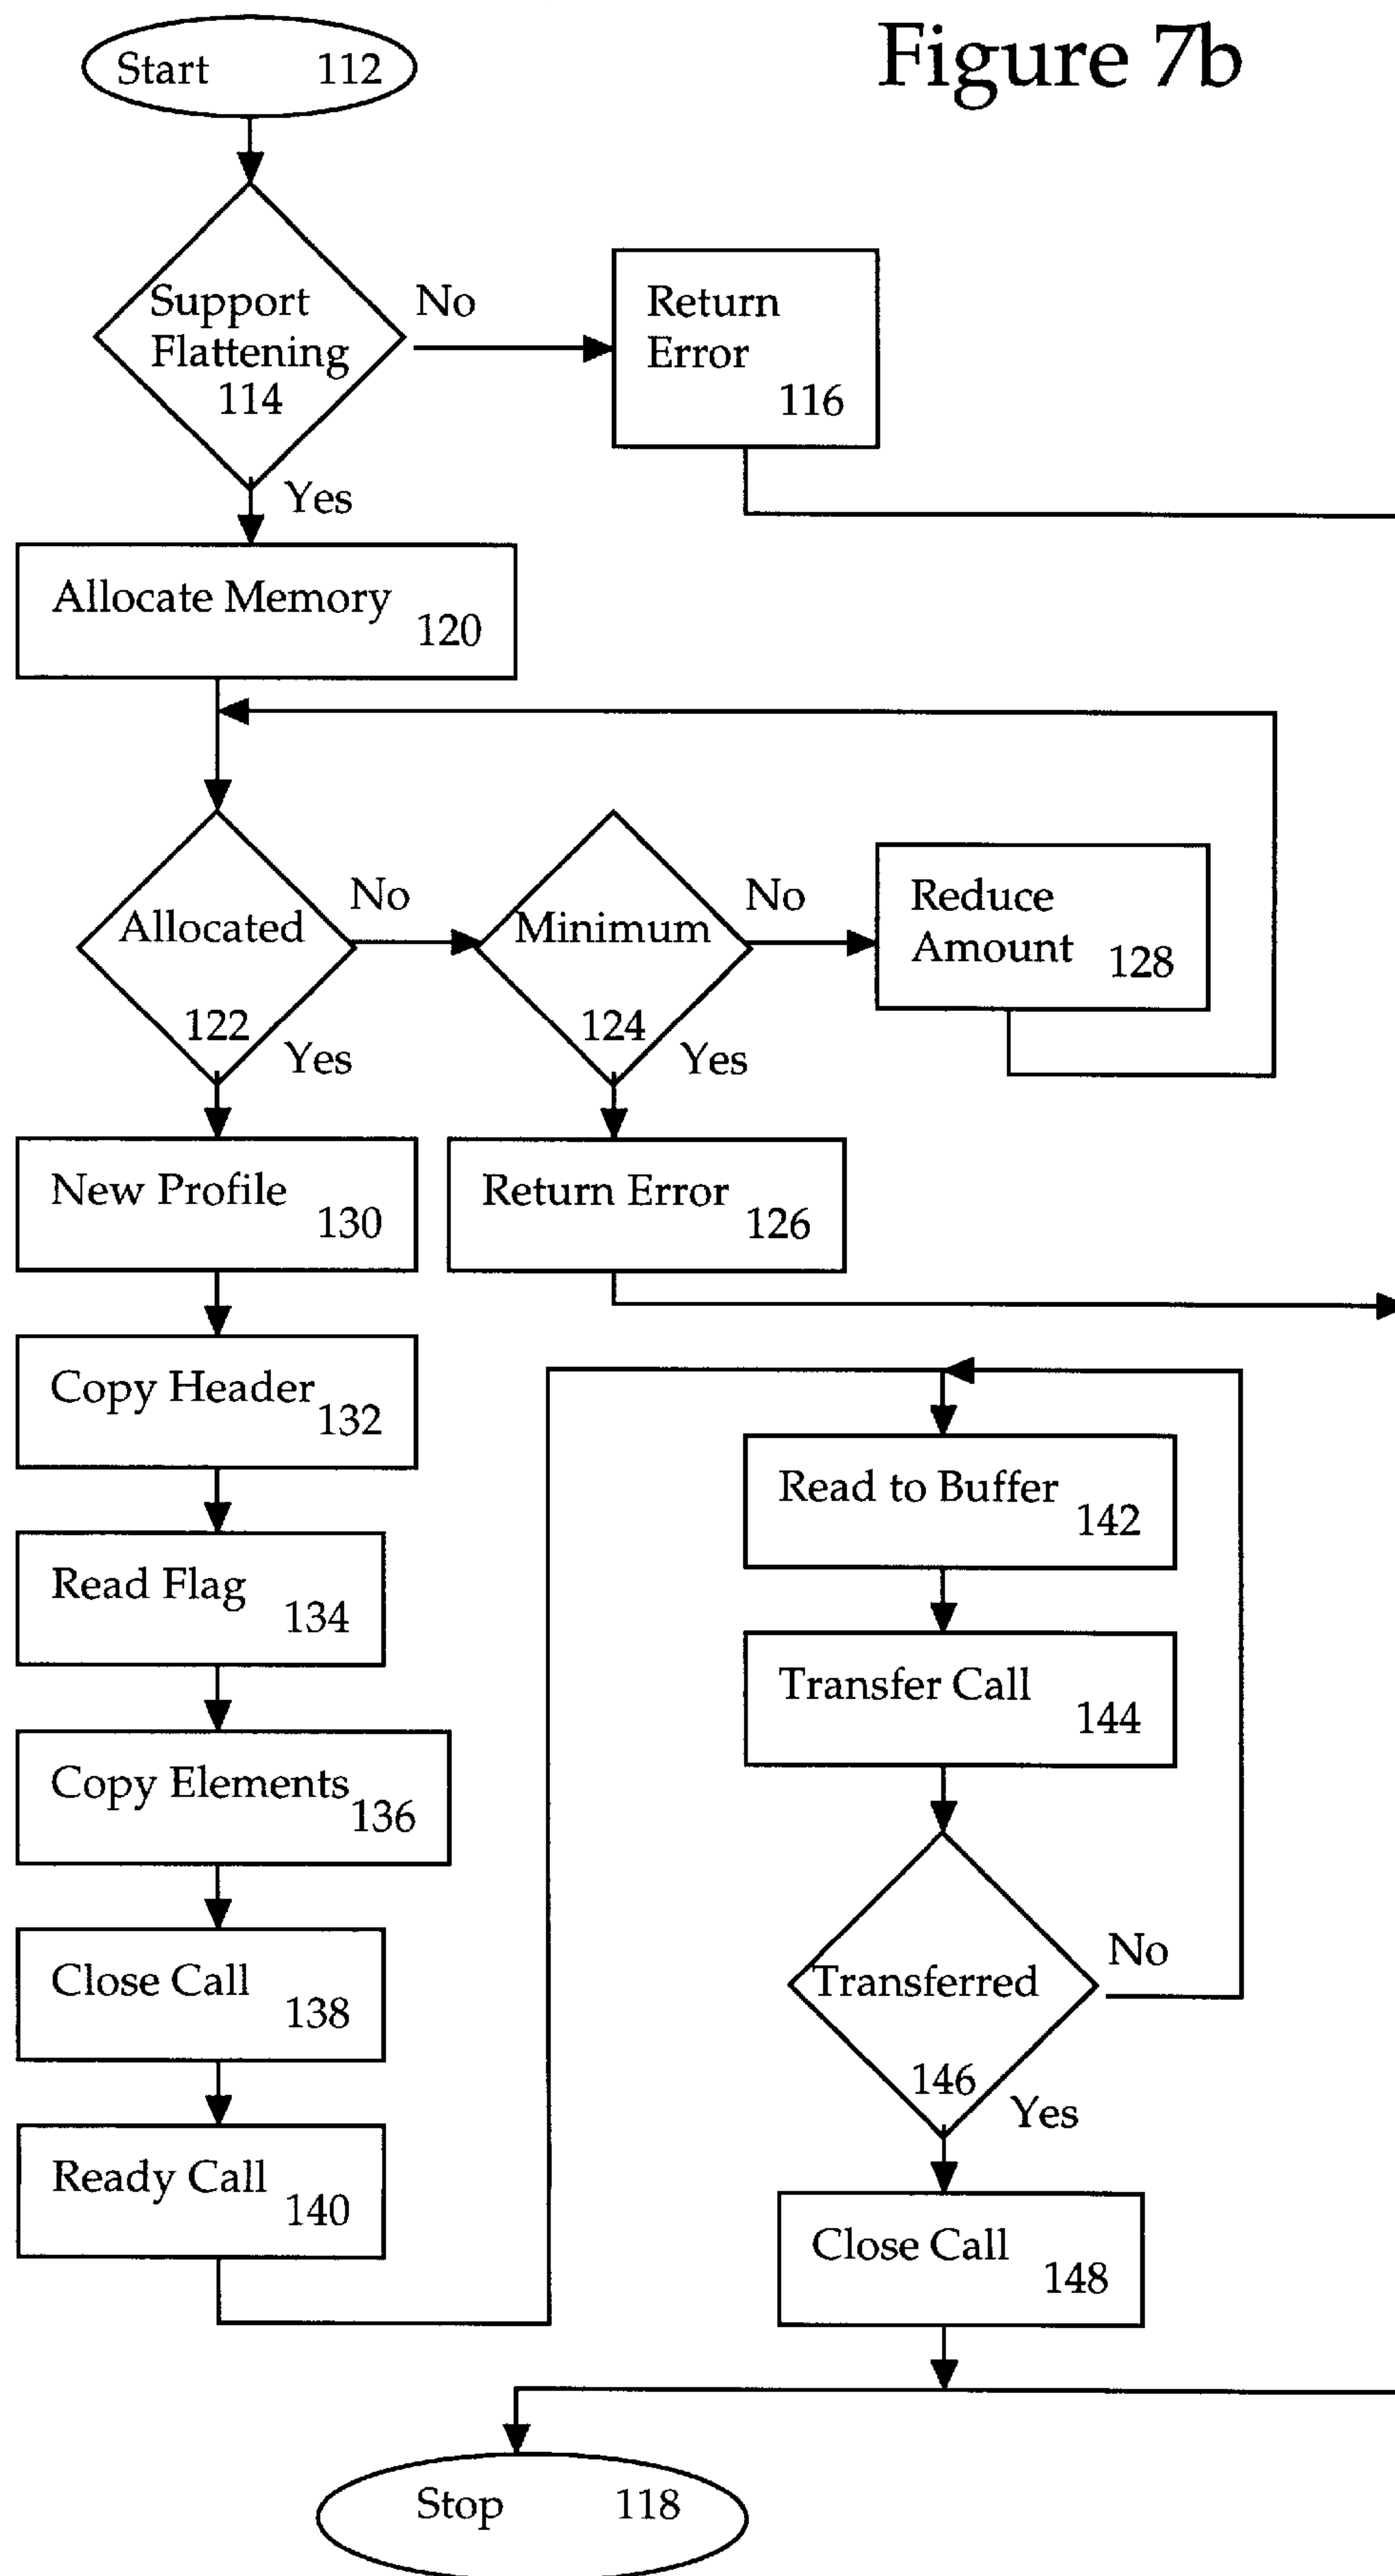 Figure 7b
Start 112
Support
Flattening
114
No
Return
Error
116
Yes
Allocate Memory
120
Allocated
122
No
Minimum
124
No
Reduce
Amount 128
Yes
Yes
New Profile
130
Return Error
126
Copy Header
132
Read Flag
134
Copy Elements
136
Close Call
138
Ready Call
140
Read to Buffer
142
Transfer Call
144
Transferred
146
No
Yes
Close Call
148
Stop 118